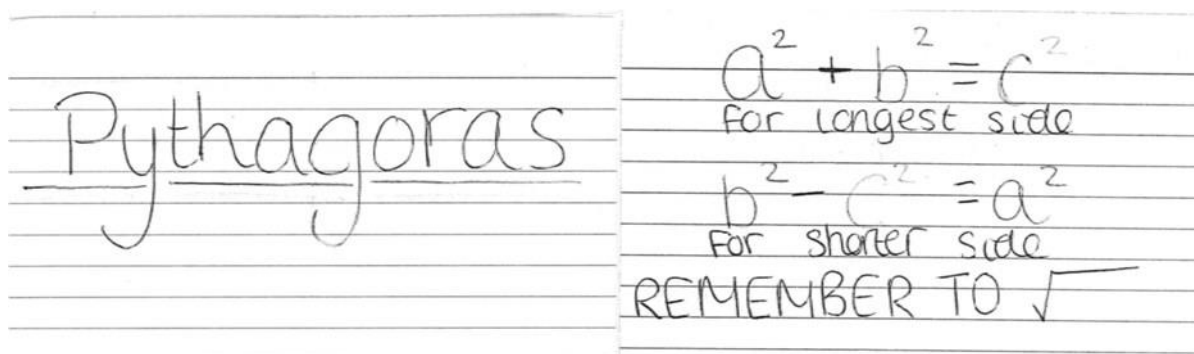 Pythagoras
a² + b² = c²
For longest side
b² - c² = a²
For shorter side
REMEMBER TO √